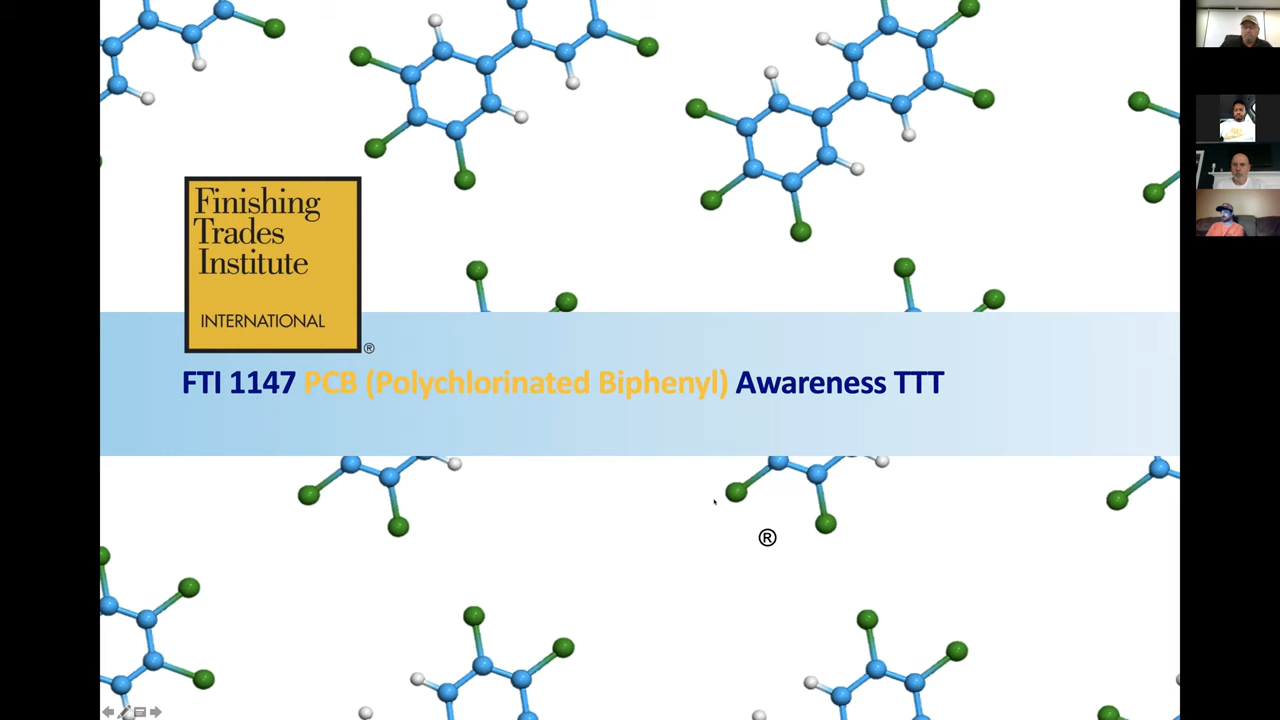 Finishing
Trades
Institute
INTERNATIONAL
®
FTI 1147 PCB (Polychlorinated Biphenyl) Awareness TTT
®